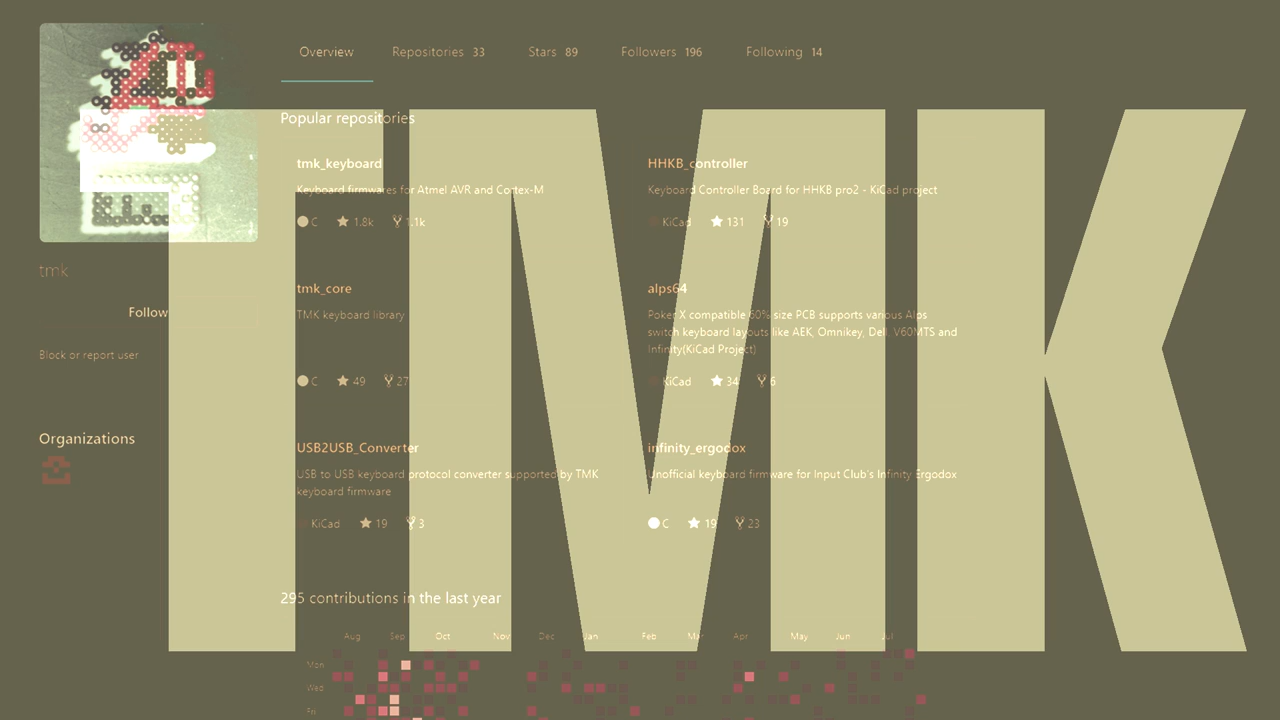 TMK
Overview Repositories 33 Stars 89 Followers 196 Following 14
Popular repositories
tmk_keyboard
Keyboard firmwares for Atmel AVR and Cortex-M
C 1.8k 1.1k
HHKB_controller
Keyboard Controller Board for HHKB pro2 - KiCad project
KiCad 131 19
tmk
Follow
Block or report user
tmk_core
TMK keyboard library
C 49 27
alps64
Poker X compatible 60% size PCB supports various Alps
switch keyboard layouts like AEK, Omnikey, Dell, V60MTS and
Infinity(KiCad Project)
KiCad 34 6
Organizations
USB2USB_Converter
USB to USB keyboard protocol converter supported by TMK
keyboard firmware
KiCad 19 3
infinity_ergodox
Unofficial keyboard firmware for Input Club's Infinity Ergodox
C 19 23
295 contributions in the last year
Aug Sep Oct Nov Dec Jan Feb Mar Apr May Jun Jul
Mon
Wed
Fri